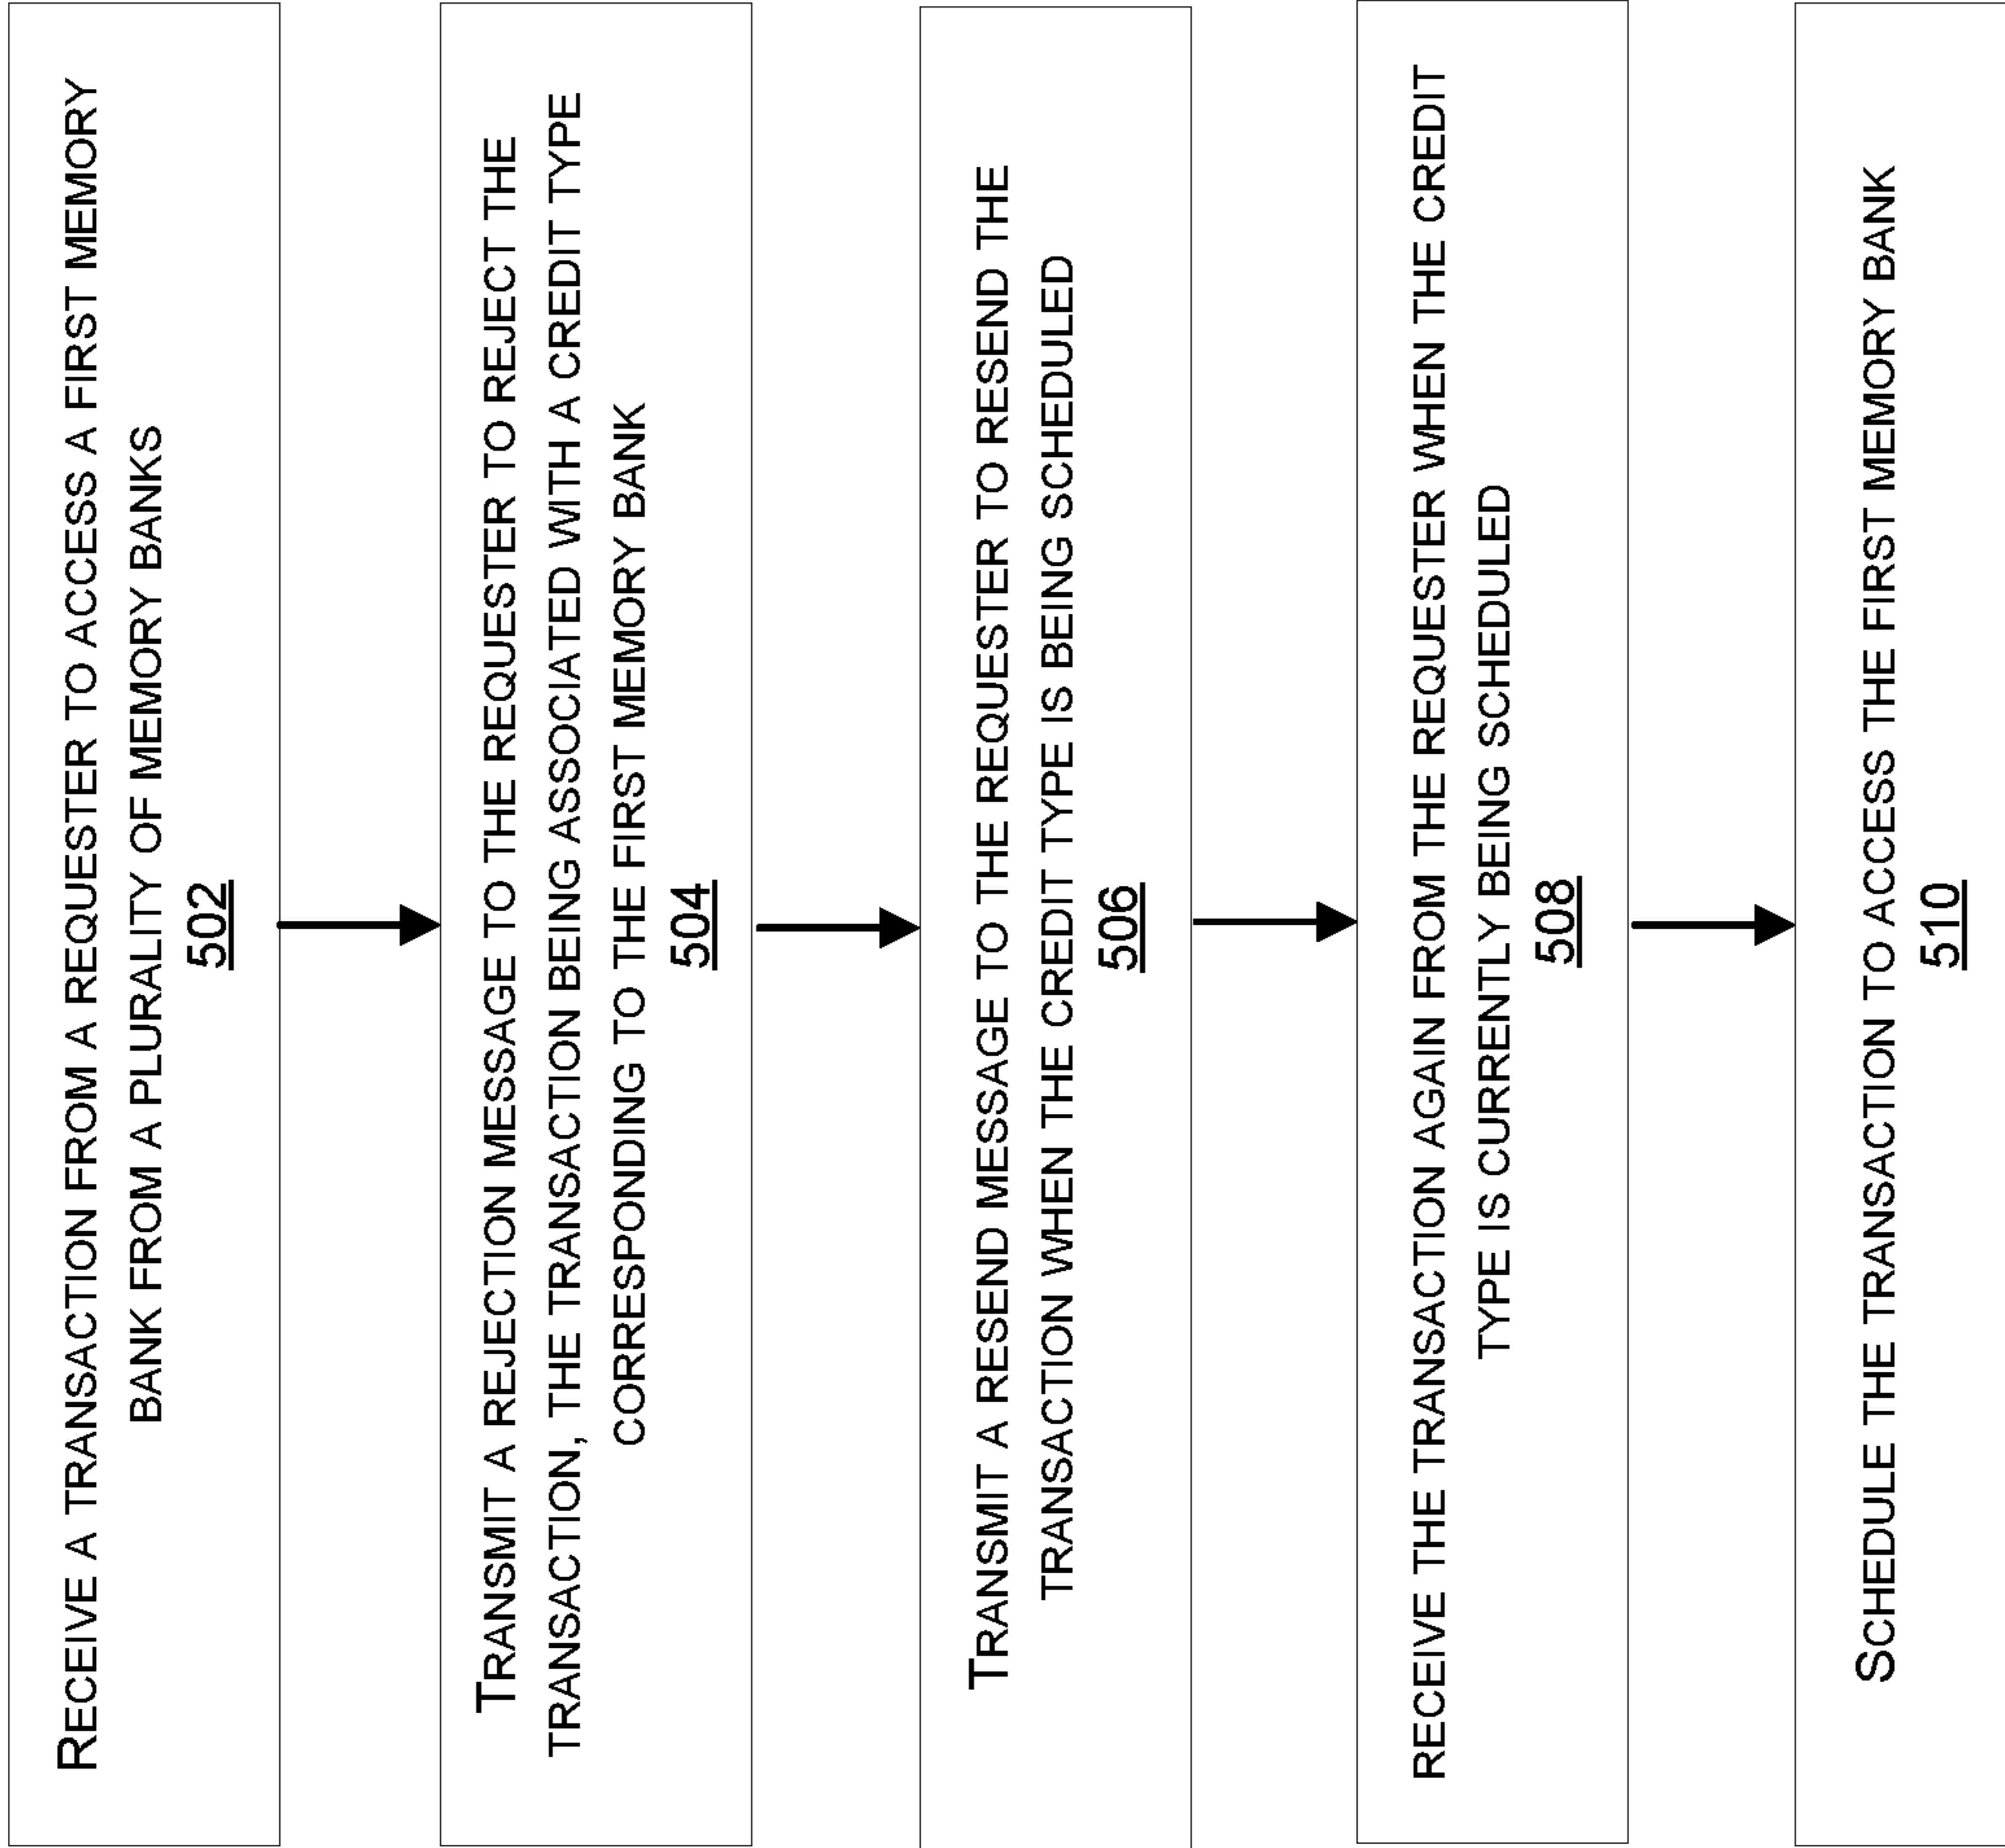 RECEIVE A TRANSACTION FROM A REQUESTER TO ACCESS A FIRST MEMORY
BANK FROM A PLURALITY OF MEMORY BANKS
502
TRANSMIT A REJECTION MESSAGE TO THE REQUESTER TO REJECT THE
TRANSACTION, THE TRANSACTION BEING ASSOCIATED WITH A CREDIT TYPE
CORRESPONDING TO THE FIRST MEMORY BANK
504
TRANSMIT A RESEND MESSAGE TO THE REQUESTER TO RESEND THE
TRANSACTION WHEN THE CREDIT TYPE IS BEING SCHEDULED
506
RECEIVE THE TRANSACTION AGAIN FROM THE REQUESTER WHEN THE CREDIT
TYPE IS CURRENTLY BEING SCHEDULED
508
SCHEDULE THE TRANSACTION TO ACCESS THE FIRST MEMORY BANK
510